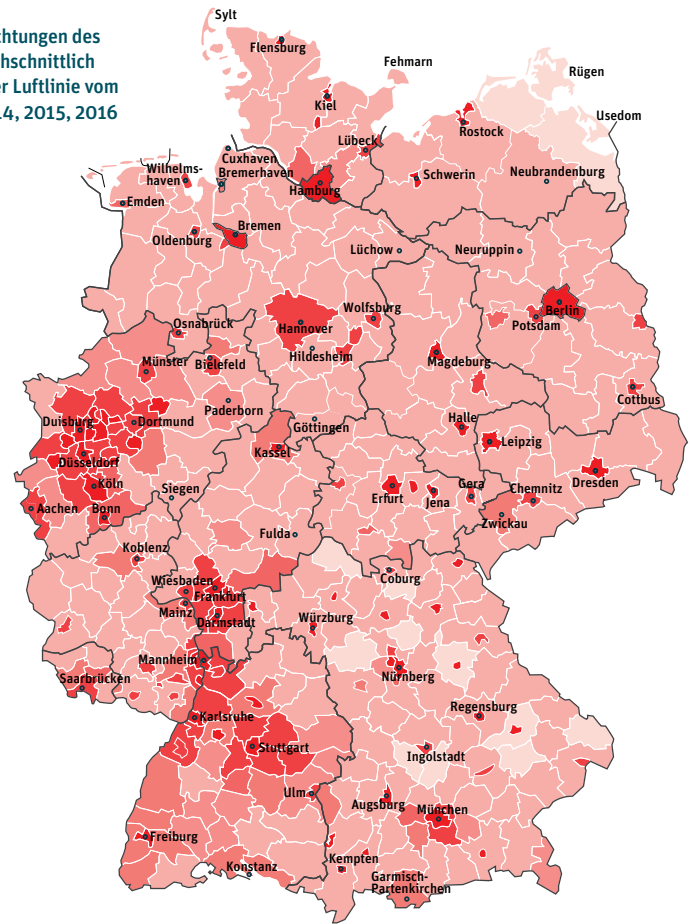 chtungen des
hschnittlich
er Luftlinie vom
14, 2015, 2016
Sylt
Flensburg
Fehmarn
Rügen
Kiel
Usedom
Rostock
Lübeck
Cuxhaven
Wilhelms-
haven
Bremerhaven
Hamburg
Schwerin
Neubrandenburg
Emden
Bremen
Oldenburg
Lüchow
Neuruppin
Wolfsburg
Berlin
Osnabrück
Hannover
Potsdam
Münster
Bielefeld
Hildesheim
Magdeburg
Cottbus
Paderborn
Duisburg
Dortmund
Göttingen
Halle
Leipzig
Düsseldorf
Kassel
Köln
Siegen
Erfurt
Jena
Gera
Chemnitz
Dresden
Aachen
Bonn
Zwickau
Fulda
Koblenz
Coburg
Wiesbaden
Frankfurt
Mainz
Darmstadt
Würzburg
Mannheim
Saarbrücken
Nürnberg
Regensburg
Karlsruhe
Stuttgart
Ingolstadt
Ulm
Augsburg
München
Freiburg
Konstanz
Kempten
Garmisch-
Partenkirchen